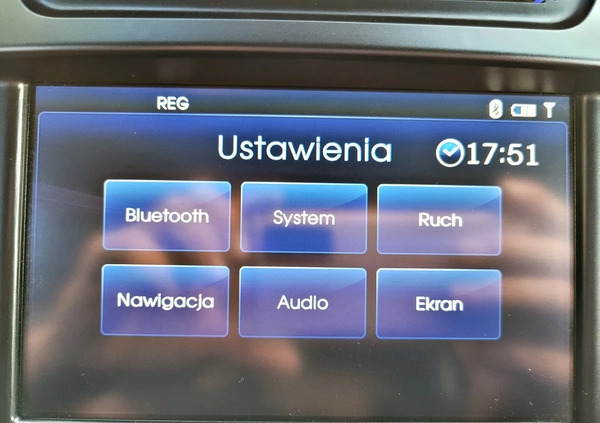 REG
Ustawienia 17:51
Bluetooth System Ruch
Nawigacja Audio Ekran